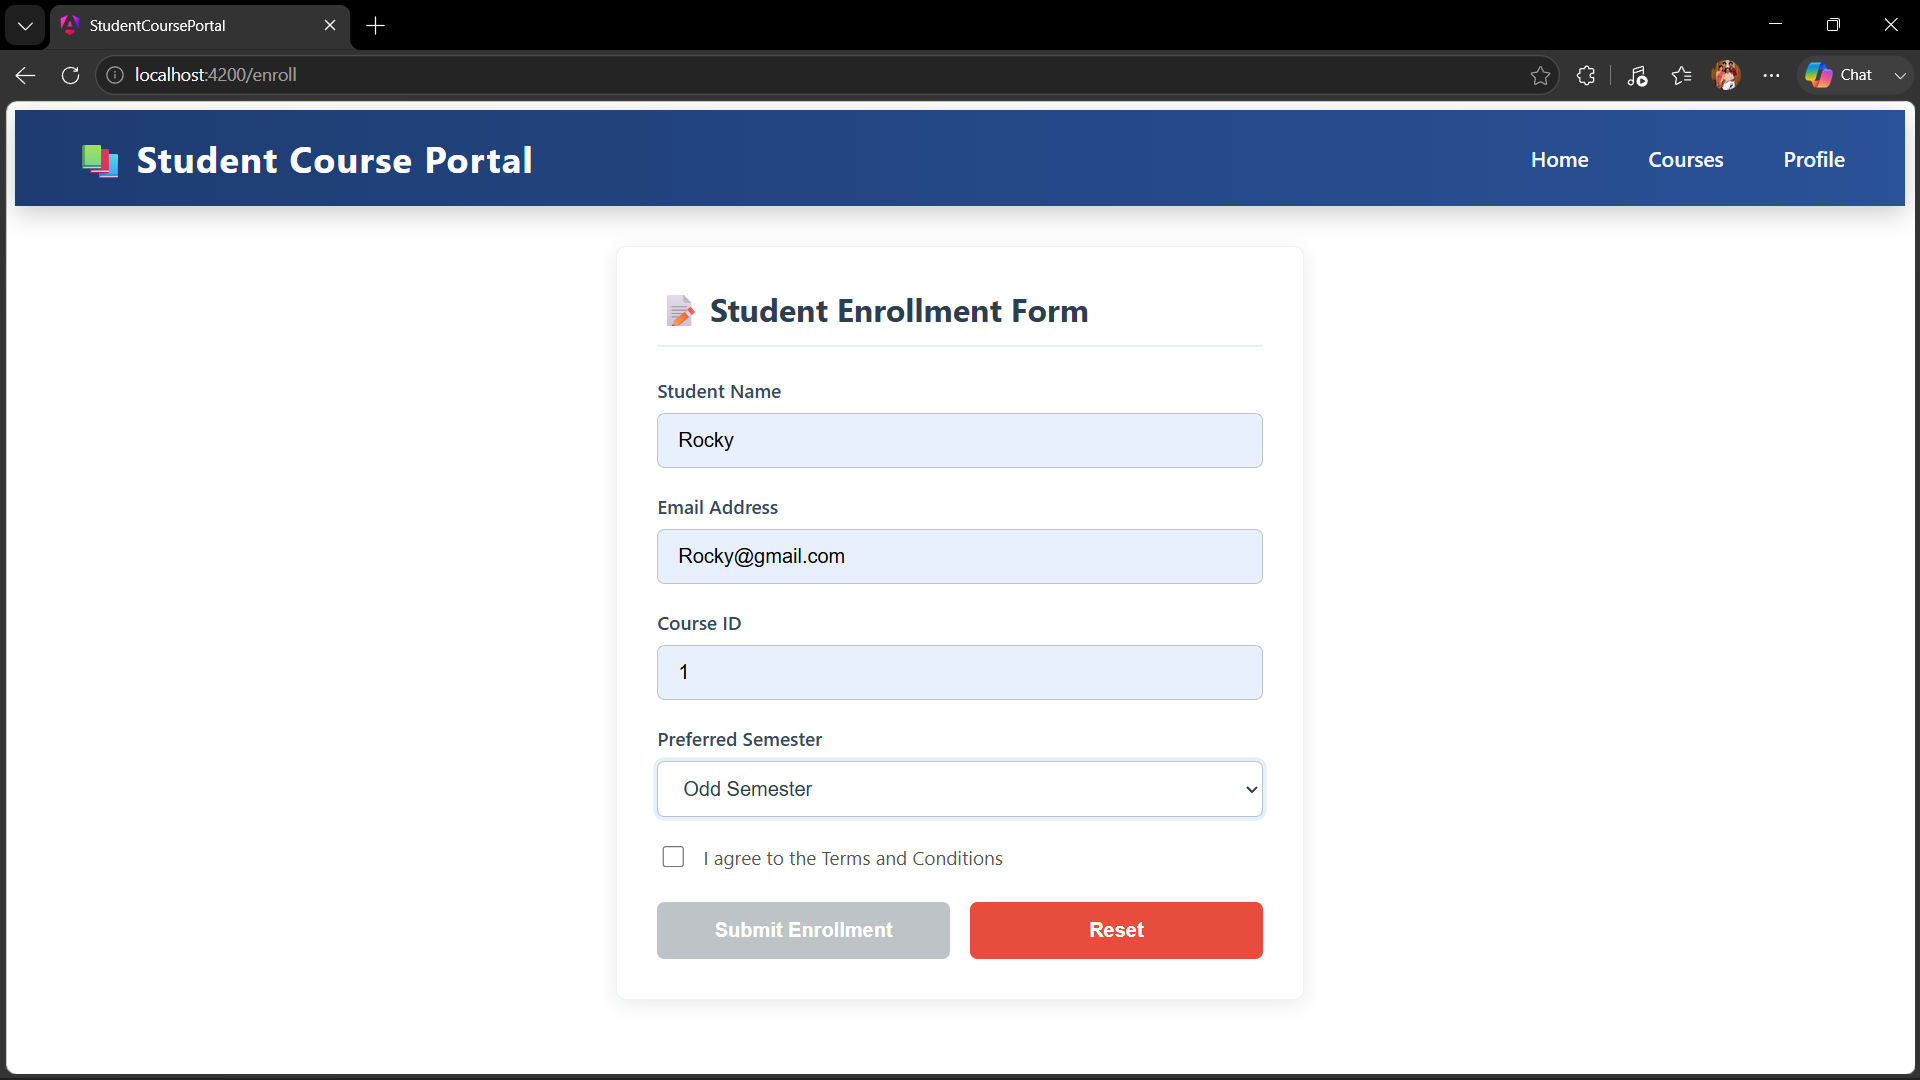 StudentCoursePortal
localhost:4200/enroll
Chat
Student Course Portal
Home
Courses
Profile
Student Enrollment Form
Student Name
Rocky
Email Address
Rocky@gmail.com
Course ID
1
Preferred Semester
Odd Semester
I agree to the Terms and Conditions
Submit Enrollment
Reset